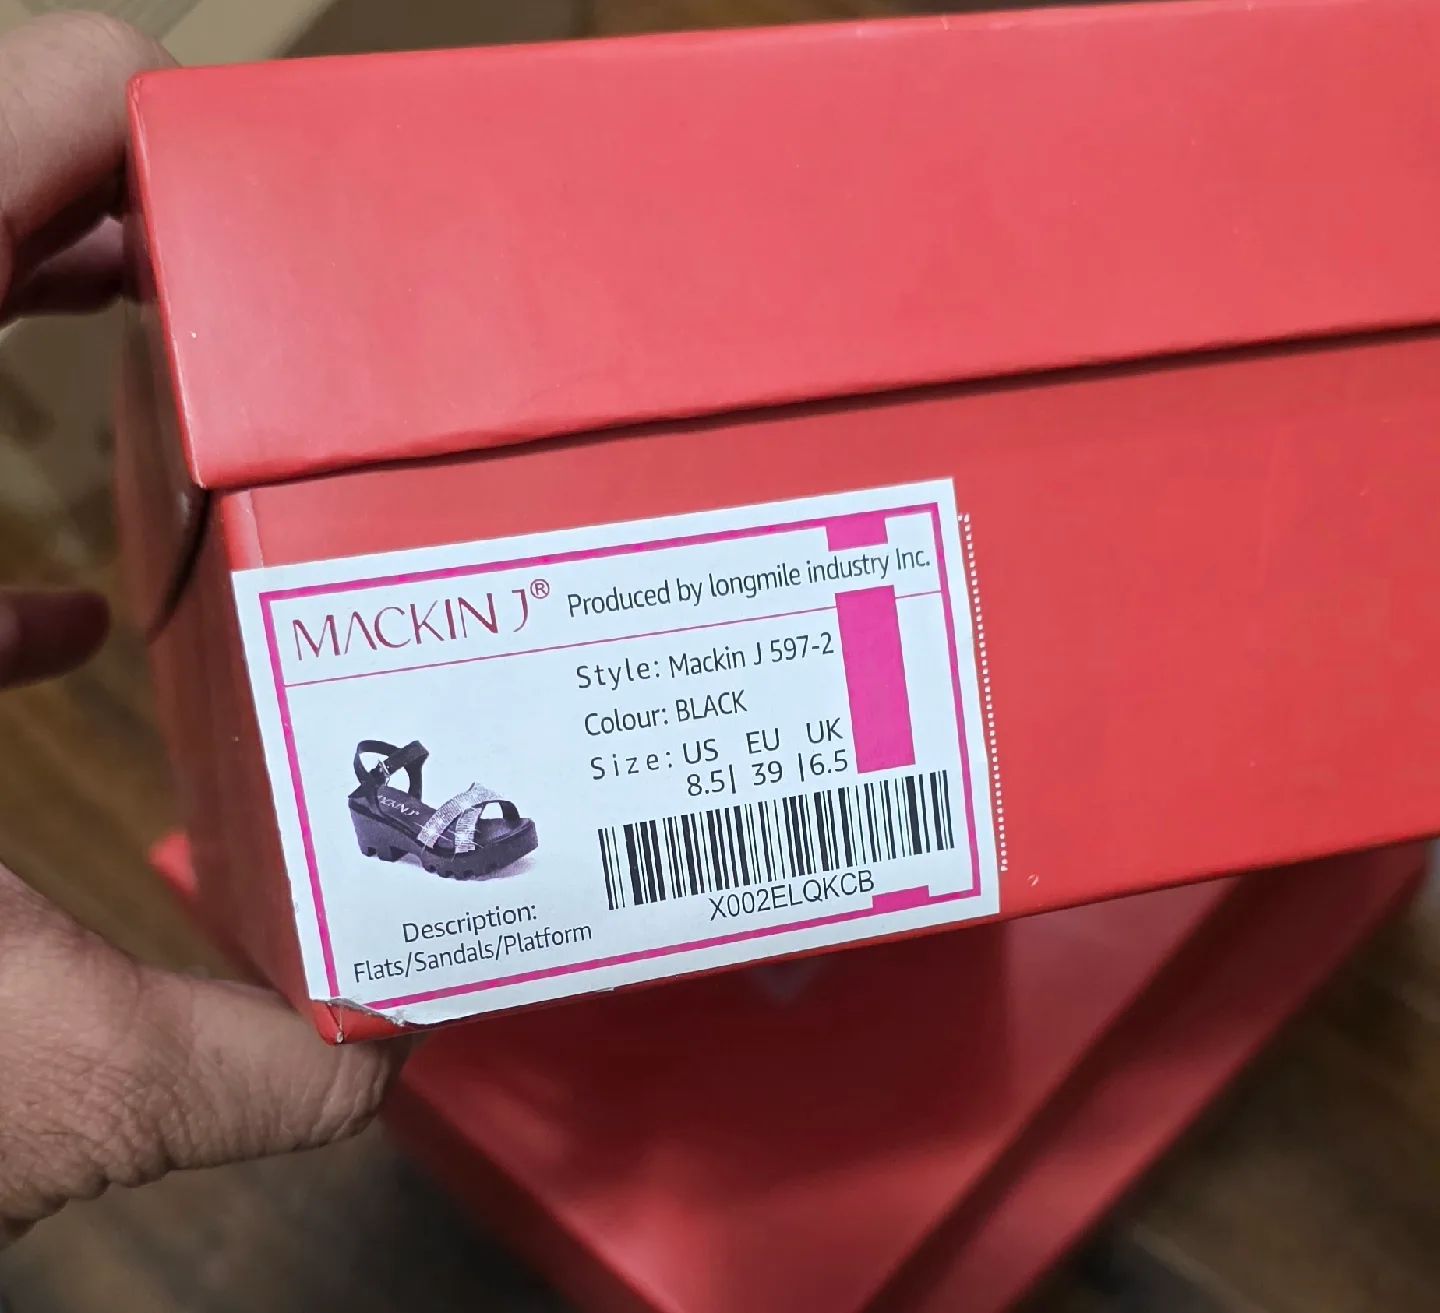 MACKIN J® Produced by longmile industry Inc.
Style: Mackin J 597-2
Colour: BLACK
Size: US EU UK
8.5| 39 |6.5
X002ELQKCB
Description:
Flats/Sandals/Platform